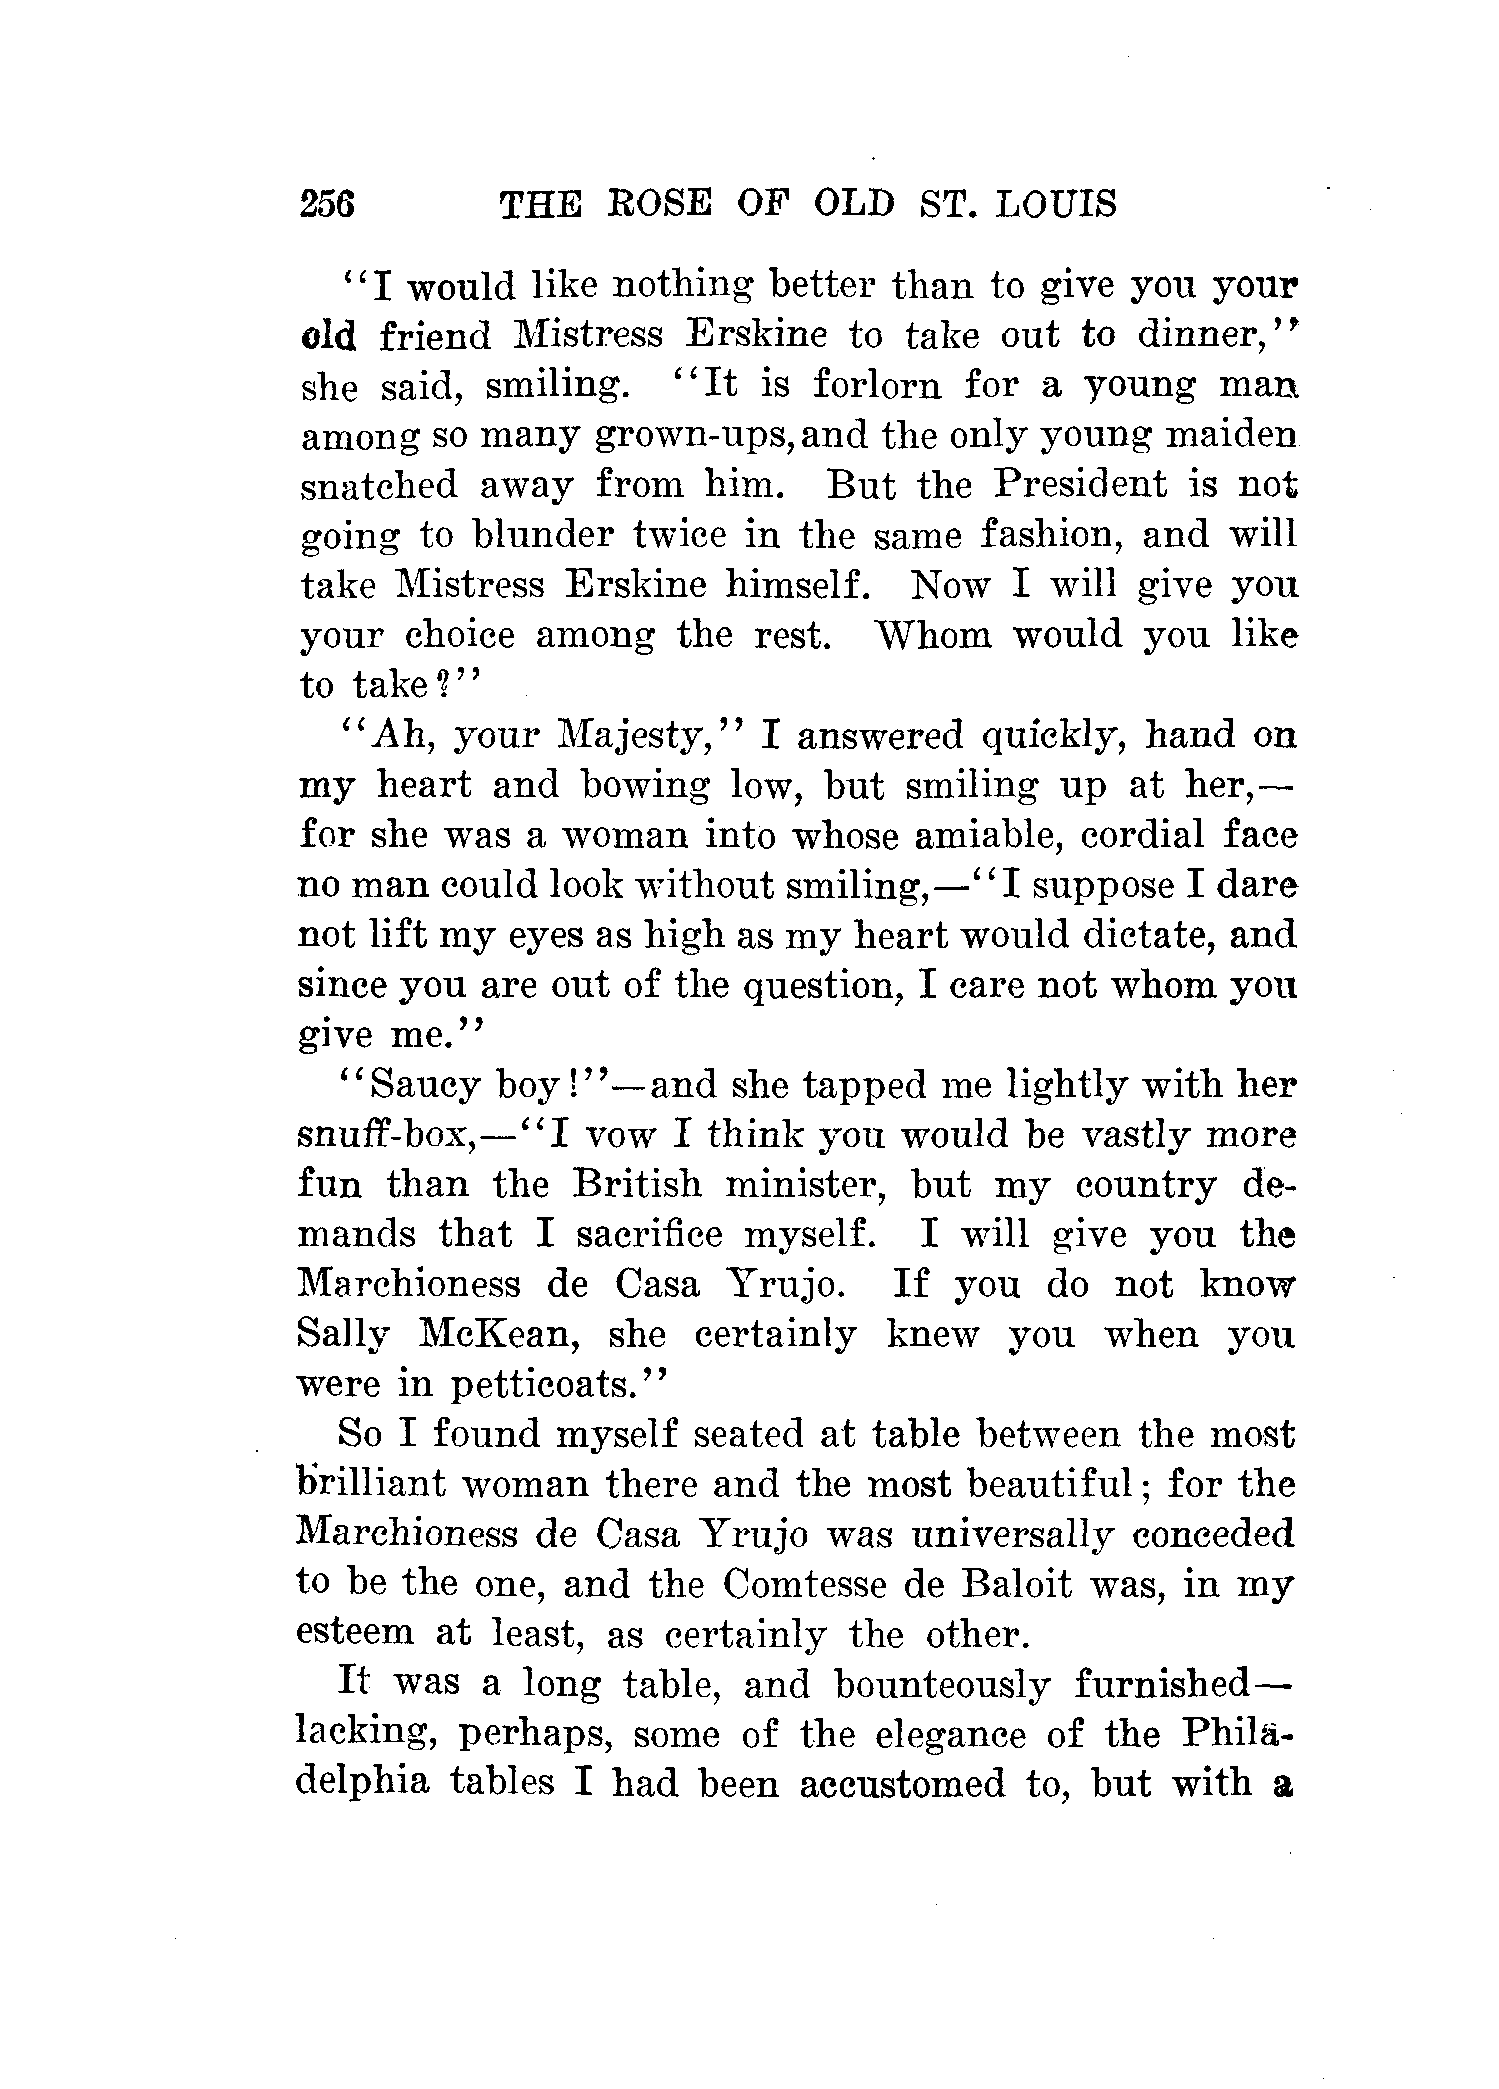 256 THE ROSE OF OLD ST. LOUIS
"I would like nothing better than to give you your
old friend Mistress Erskine to take out to dinner,"
she said, smiling. "It is forlorn for a young man
among so many grown-ups, and the only young maiden
snatched away from him. But the President is not
going to blunder twice in the same fashion, and will
take Mistress Erskine himself. Now I will give you
your choice among the rest. Whom would you like
to take?"
"Ah, your Majesty," I answered quickly, hand on
my heart and bowing low, but smiling up at her,—
for she was a woman into whose amiable, cordial face
no man could look without smiling,—"I suppose I dare
not lift my eyes as high as my heart would dictate, and
since you are out of the question, I care not whom you
give me."
"Saucy boy!"—and she tapped me lightly with her
snuff-box,—"I vow I think you would be vastly more
fun than the British minister, but my country de-
mands that I sacrifice myself. I will give you the
Marchioness de Casa Yrujo. If you do not know
Sally McKean, she certainly knew you when you
were in petticoats."
So I found myself seated at table between the most
brilliant woman there and the most beautiful; for the
Marchioness de Casa Yrujo was universally conceded
to be the one, and the Comtesse de Baloit was, in my
esteem at least, as certainly the other.
It was a long table, and bounteously furnished—
lacking, perhaps, some of the elegance of the Phila-
delphia tables I had been accustomed to, but with a